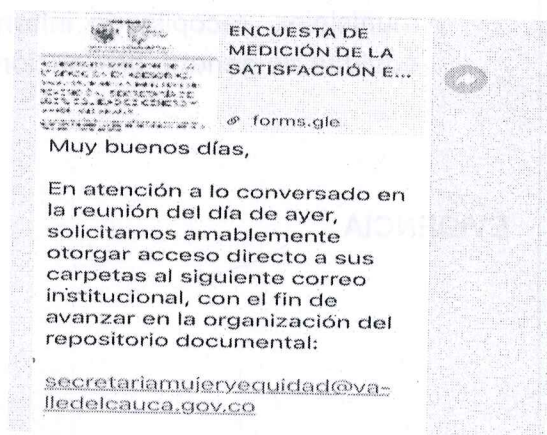 ENCUESTA DE
MEDICIÓN DE LA
SATISFACCIÓN E...
forms.gle
Muy buenos días,
En atención a lo conversado en
la reunión del día de ayer,
solicitamos amablemente
otorgar acceso directo a sus
carpetas al siguiente correo
institucional, con el fin de
avanzar en la organización del
repositorio documental:
secretariamujeryequidad@va-
lledelcauca.gov.co